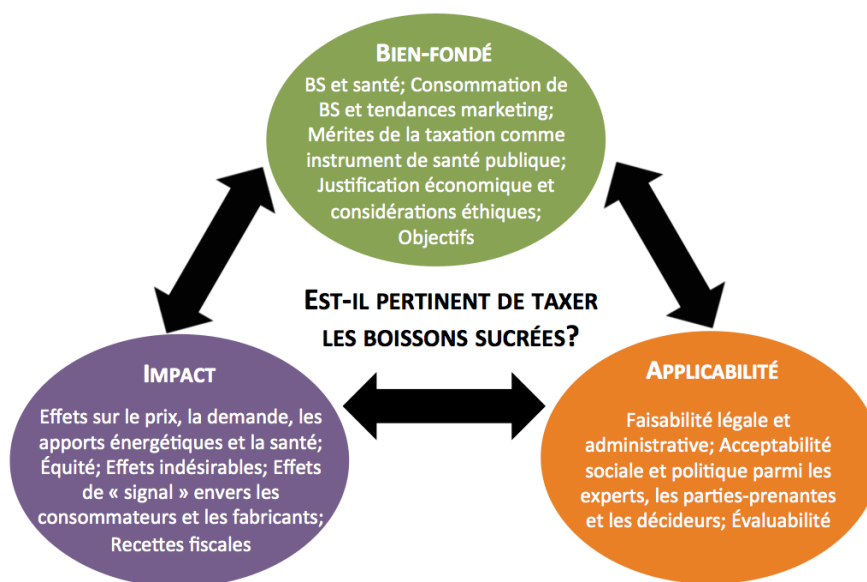 BIEN-FONDÉ
BS et santé; Consommation de
BS et tendances marketing;
Mérites de la taxation comme
instrument de santé publique;
Justification économique et
considérations éthiques;
Objectifs
EST-IL PERTINENT DE TAXER
LES BOISSONS SUCRÉES?
IMPACT
Effets sur le prix, la demande, les
apports énergétiques et la santé;
Équité; Effets indésirables; Effets
de « signal » envers les
consommateurs et les fabricants;
Recettes fiscales
APPLICABILITÉ
Faisabilité légale et
administrative; Acceptabilité
sociale et politique parmi les
experts, les parties-prenantes
et les décideurs; Évaluabilité